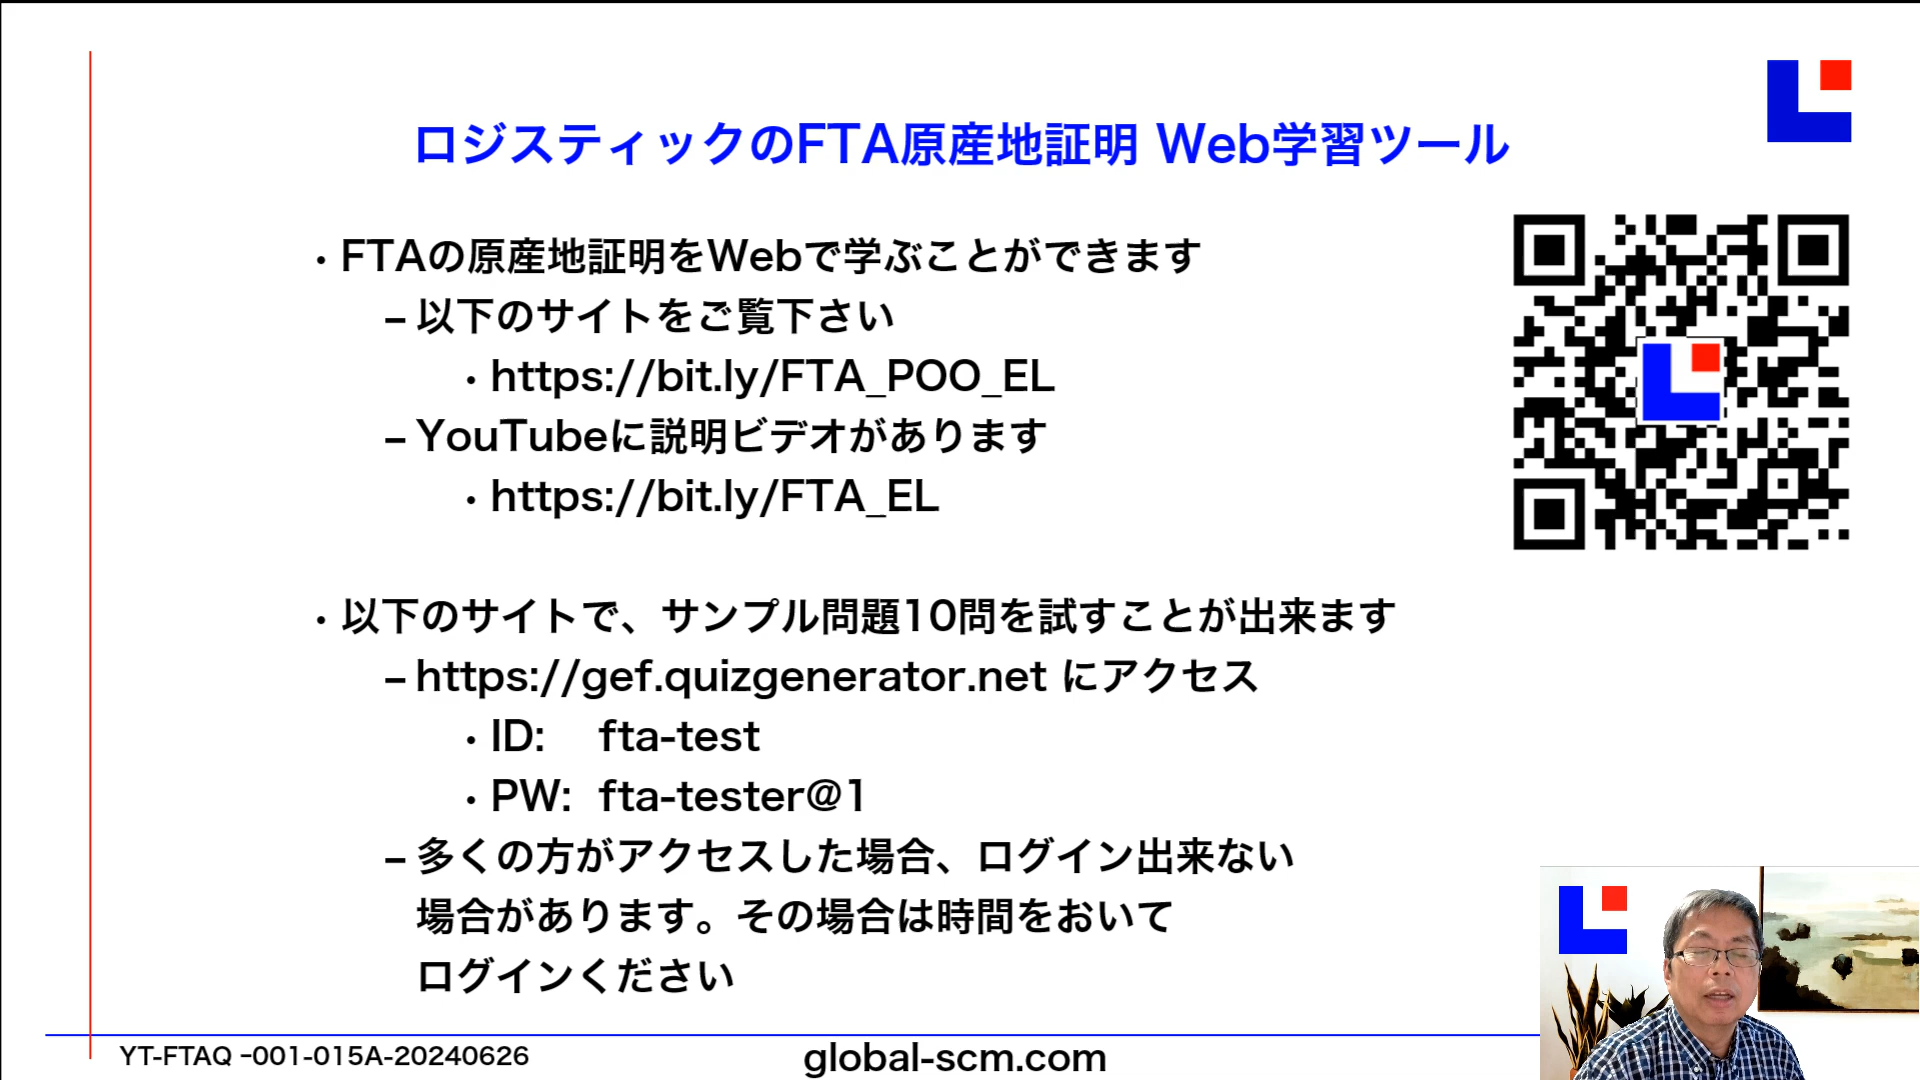 ロジスティックのFTA原産地証明 Web学習ツール
・FTAの原産地証明をWebで学ぶことができます
–以下のサイトをご覧下さい
・https://bit.ly/FTA_POO_EL
–YouTubeに説明ビデオがあります
・https://bit.ly/FTA_EL
・以下のサイトで、サンプル問題10問を試すことが出来ます
–https://gef.quizgenerator.net にアクセス
・ID: fta-test
・PW: fta-tester@1
–多くの方がアクセスした場合、ログイン出来ない
場合があります。その場合は時間をおいて
ログインください
YT-FTAQ -001-015A-20240626
global-scm.com